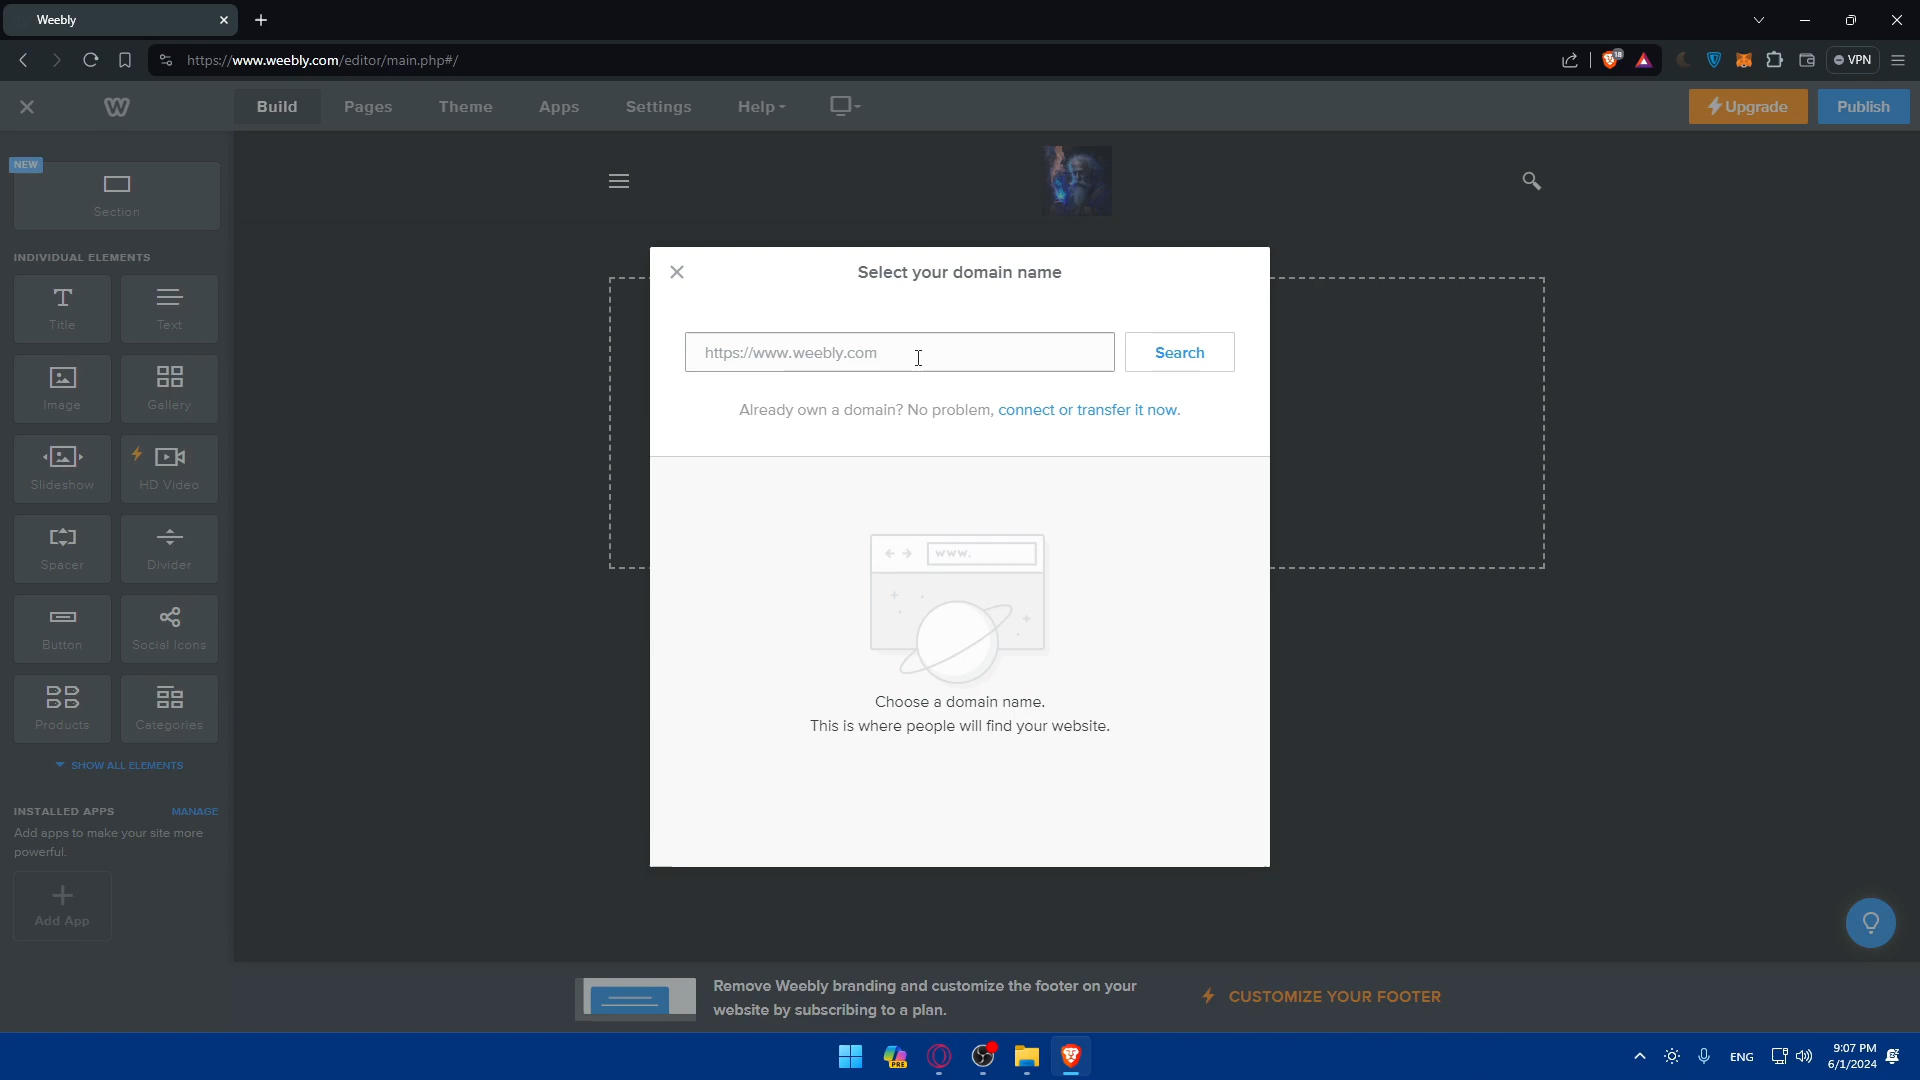 Weebly
https://www.weebly.com/editor/main.php#/
18
VPN
Build
Pages
Theme
Apps
Settings
Help
Upgrade
Publish
NEW
Section
INDIVIDUAL ELEMENTS
Title
Text
Image
Gallery
Slideshow
HD Video
Spacer
Divider
Button
Social Icons
Products
Categories
SHOW ALL ELEMENTS
INSTALLED APPS
MANAGE
Add apps to make your site more
powerful.
Add App
Select your domain name
https://www.weebly.com
Search
Already own a domain? No problem, connect or transfer it now.
www.
Choose a domain name.
This is where people will find your website.
Remove Weebly branding and customize the footer on your
website by subscribing to a plan.
CUSTOMIZE YOUR FOOTER
PRE
ENG
9:07 PM
6/1/2024